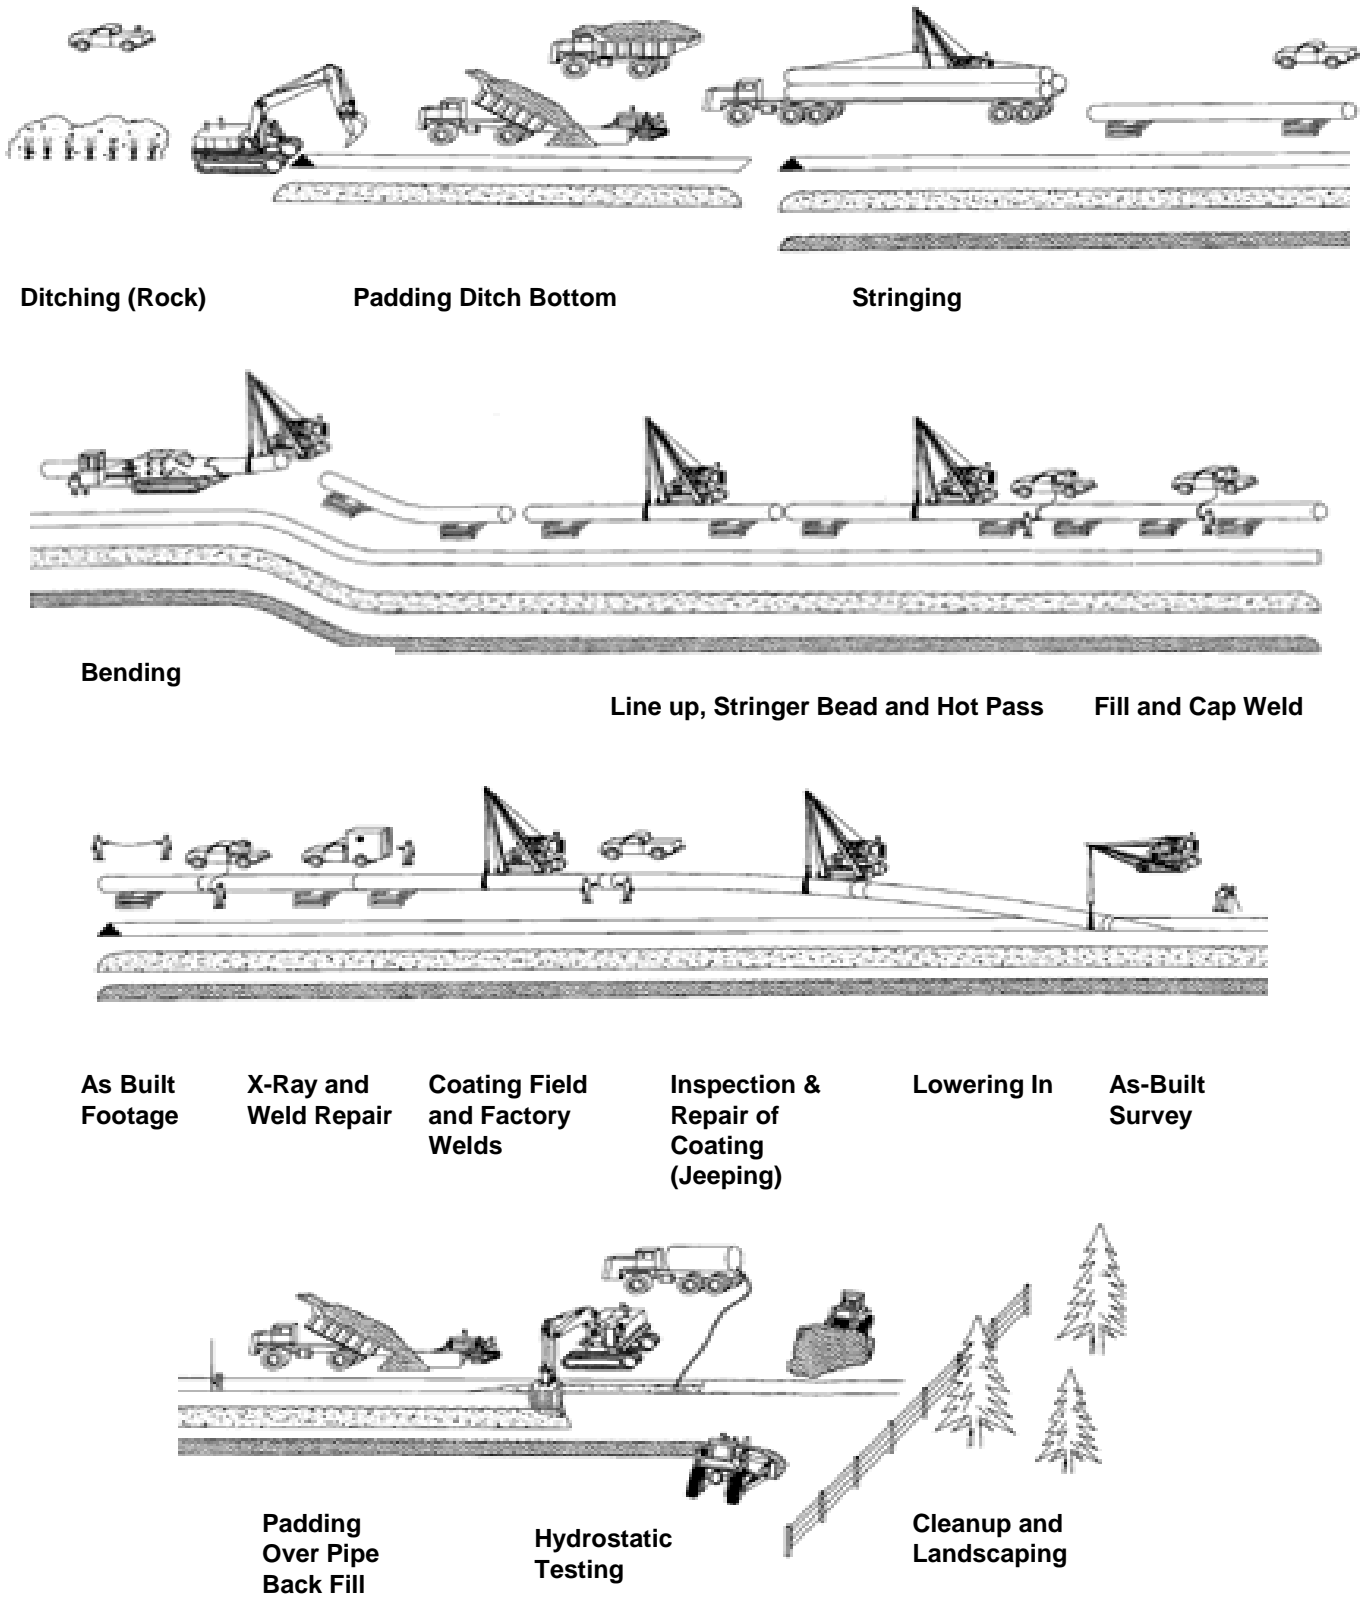 Ditching (Rock)
Padding Ditch Bottom
Stringing
Bending
Line up, Stringer Bead and Hot Pass
Fill and Cap Weld
As Built
Footage
X-Ray and
Weld Repair
Coating Field
and Factory
Welds
Inspection &
Repair of
Coating
(Jeeping)
Lowering In
As-Built
Survey
Padding
Over Pipe
Back Fill
Hydrostatic
Testing
Cleanup and
Landscaping